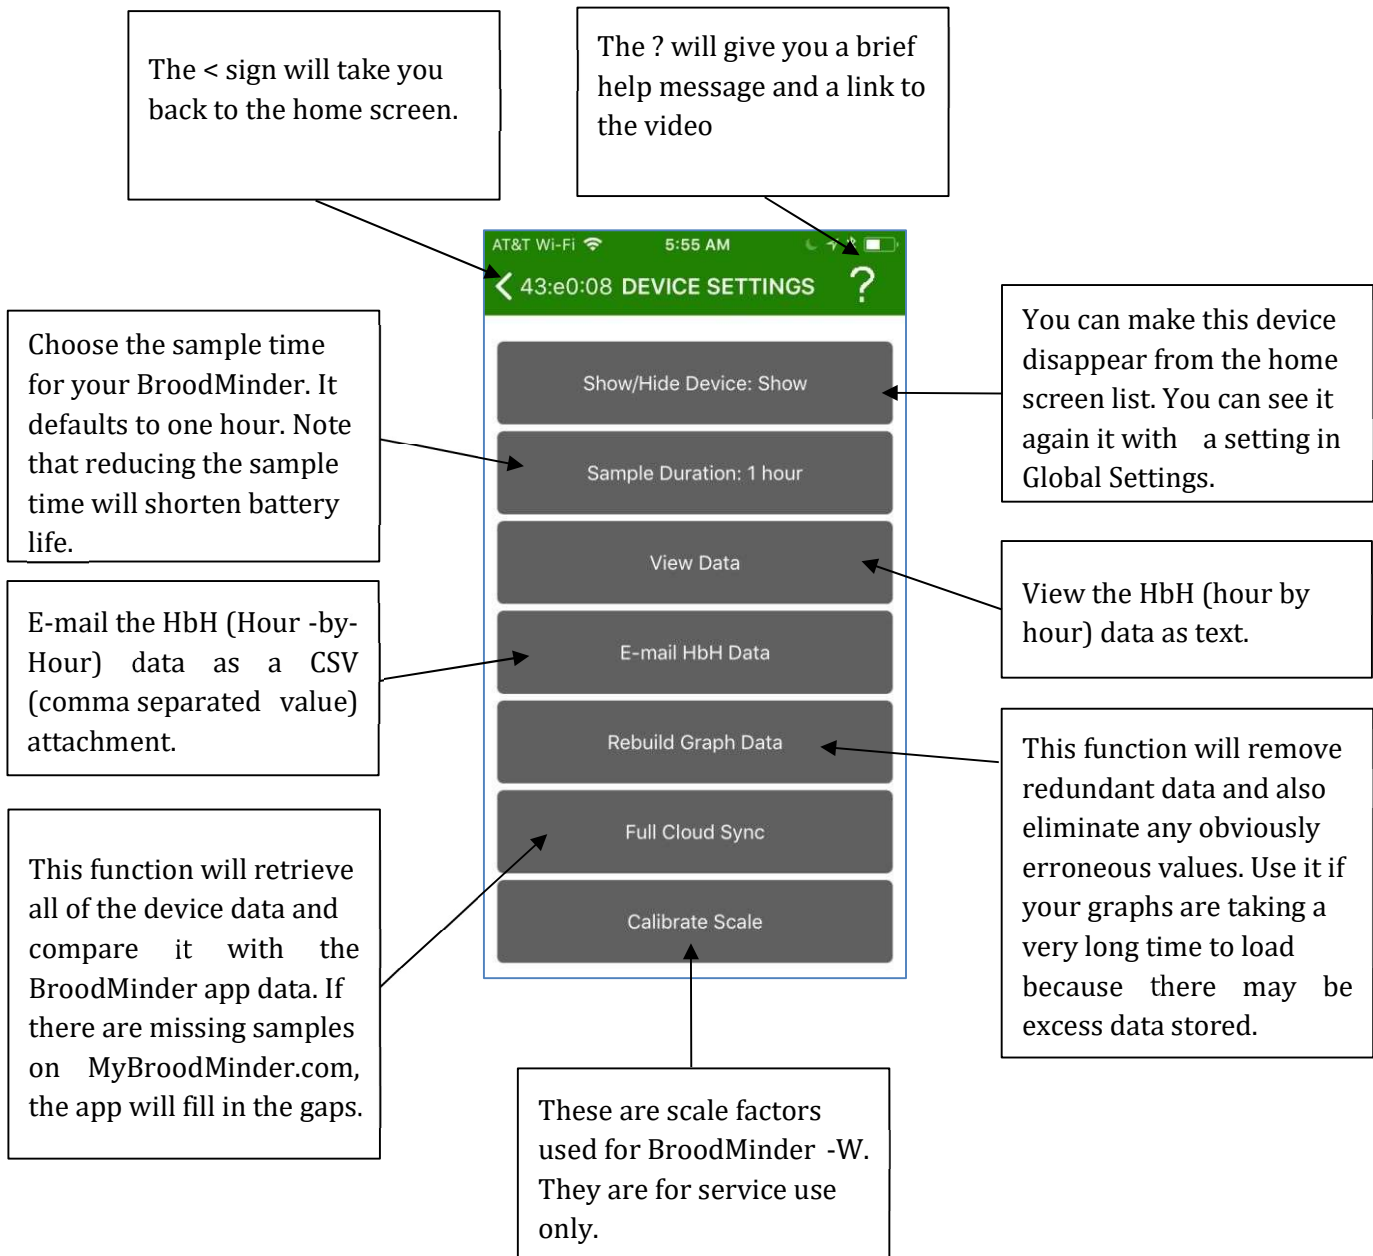 The < sign will take you
back to the home screen.
The ? will give you a brief
help message and a link to
the video
AT&T Wi-Fi 5:55 AM
43:e0:08 DEVICE SETTINGS ?
Show/Hide Device: Show
Sample Duration: 1 hour
View Data
E-mail HbH Data
Rebuild Graph Data
Full Cloud Sync
Calibrate Scale
Choose the sample time
for your BroodMinder. It
defaults to one hour. Note
that reducing the sample
time will shorten battery
life.
E-mail the HbH (Hour -by-
Hour) data as a CSV
(comma separated value)
attachment.
This function will retrieve
all of the device data and
compare it with the
BroodMinder app data. If
there are missing samples
on MyBroodMinder.com,
the app will fill in the gaps.
You can make this device
disappear from the home
screen list. You can see it
again it with a setting in
Global Settings.
View the HbH (hour by
hour) data as text.
This function will remove
redundant data and also
eliminate any obviously
erroneous values. Use it if
your graphs are taking a
very long time to load
because there may be
excess data stored.
These are scale factors
used for BroodMinder -W.
They are for service use
only.